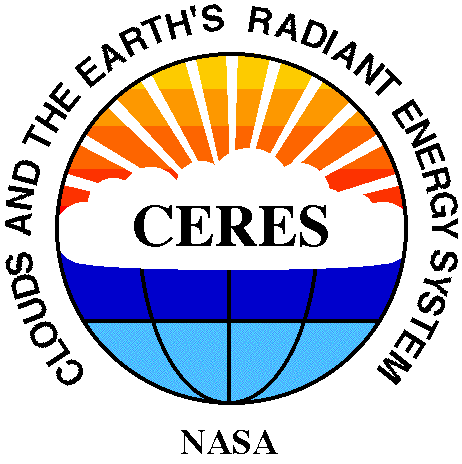 CLOUDS AND THE EARTH'S RADIANT ENERGY SYSTEM
CERES
NASA